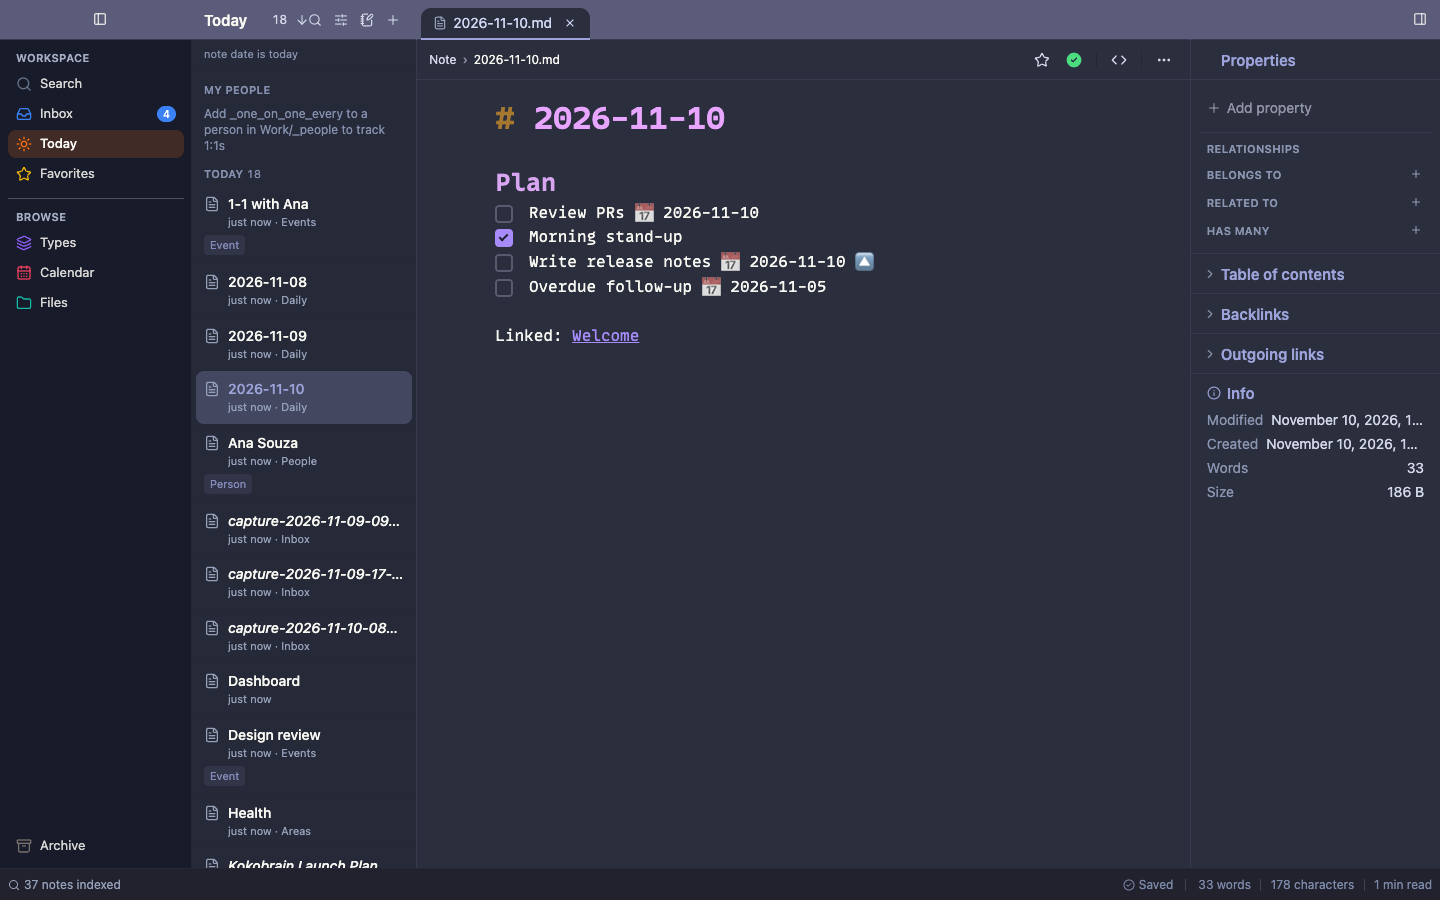 Today
18
2026-11-10.md
WORKSPACE
Search
Inbox
4
Today
Favorites
BROWSE
Types
Calendar
Files
Archive
note date is today
MY PEOPLE
Add _one_on_one_every to a
person in Work/_people to track
1:1s
TODAY 18
1-1 with Ana
just now · Events
Event
2026-11-08
just now · Daily
2026-11-09
just now · Daily
2026-11-10
just now · Daily
Ana Souza
just now · People
Person
capture-2026-11-09-09...
just now · Inbox
capture-2026-11-09-17-...
just now · Inbox
capture-2026-11-10-08...
just now · Inbox
Dashboard
just now
Design review
just now · Events
Event
Health
just now · Areas
Kokobrain Launch Plan
Note › 2026-11-10.md
# 2026-11-10
Plan
Review PRs 📅 2026-11-10
Morning stand-up
Write release notes 📅 2026-11-10 🔼
Overdue follow-up 📅 2026-11-05
Linked: Welcome
Properties
Add property
RELATIONSHIPS
BELONGS TO
RELATED TO
HAS MANY
Table of contents
Backlinks
Outgoing links
Info
Modified November 10, 2026, 1...
Created November 10, 2026, 1...
Words 33
Size 186 B
37 notes indexed
Saved
33 words
178 characters
1 min read